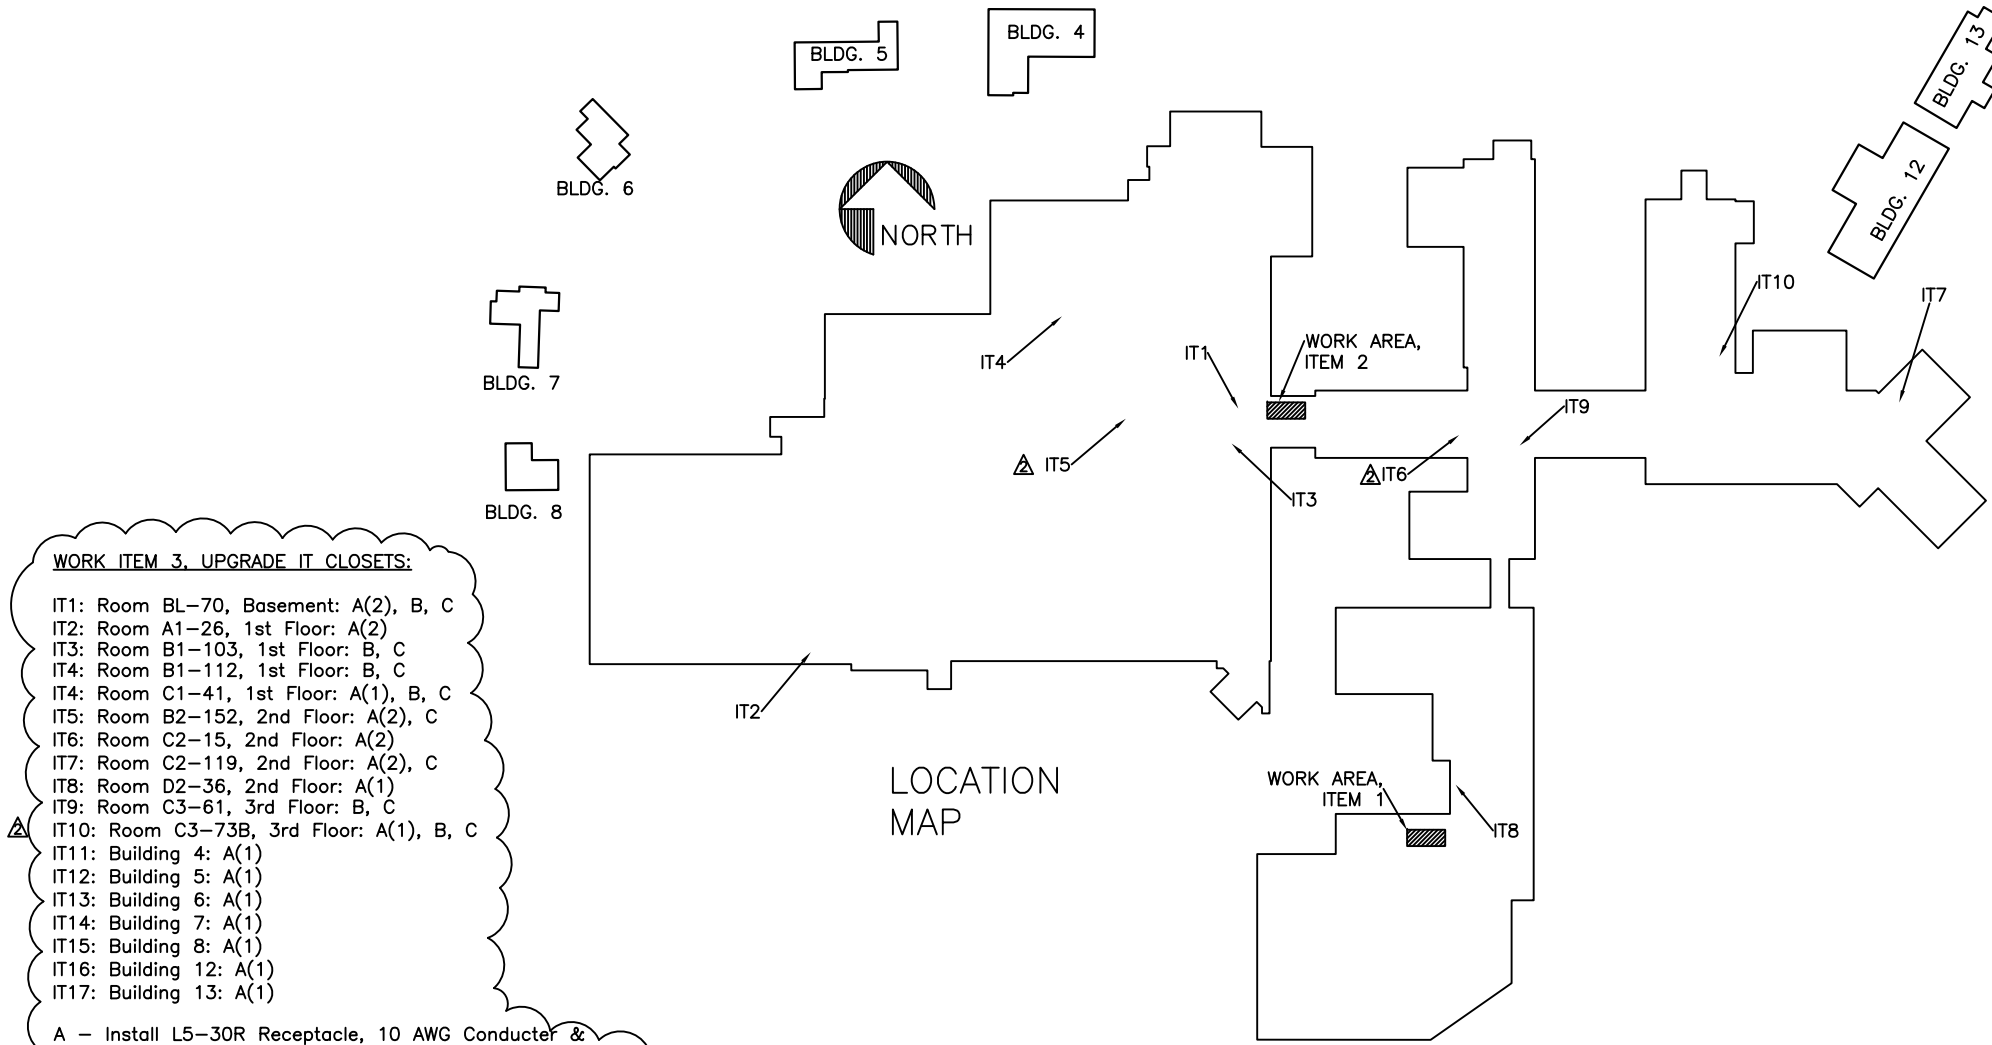 BLDG. 5
BLDG. 4
BLDG. 13
BLDG. 6
BLDG. 12
NORTH
IT10
IT7
BLDG. 7
IT4
IT1
WORK AREA,
ITEM 2
IT9
2 IT5
2 IT6
IT3
BLDG. 8
IT2
LOCATION
MAP
WORK AREA,
ITEM 1
IT8
WORK ITEM 3, UPGRADE IT CLOSETS:
IT1: Room BL-70, Basement: A(2), B, C
IT2: Room A1-26, 1st Floor: A(2)
IT3: Room B1-103, 1st Floor: B, C
IT4: Room B1-112, 1st Floor: B, C
IT4: Room C1-41, 1st Floor: A(1), B, C
IT5: Room B2-152, 2nd Floor: A(2), C
IT6: Room C2-15, 2nd Floor: A(2)
IT7: Room C2-119, 2nd Floor: A(2), C
IT8: Room D2-36, 2nd Floor: A(1)
IT9: Room C3-61, 3rd Floor: B, C
2 IT10: Room C3-73B, 3rd Floor: A(1), B, C
IT11: Building 4: A(1)
IT12: Building 5: A(1)
IT13: Building 6: A(1)
IT14: Building 7: A(1)
IT15: Building 8: A(1)
IT16: Building 12: A(1)
IT17: Building 13: A(1)
A - Install L5-30R Receptacle, 10 AWG Conducter &